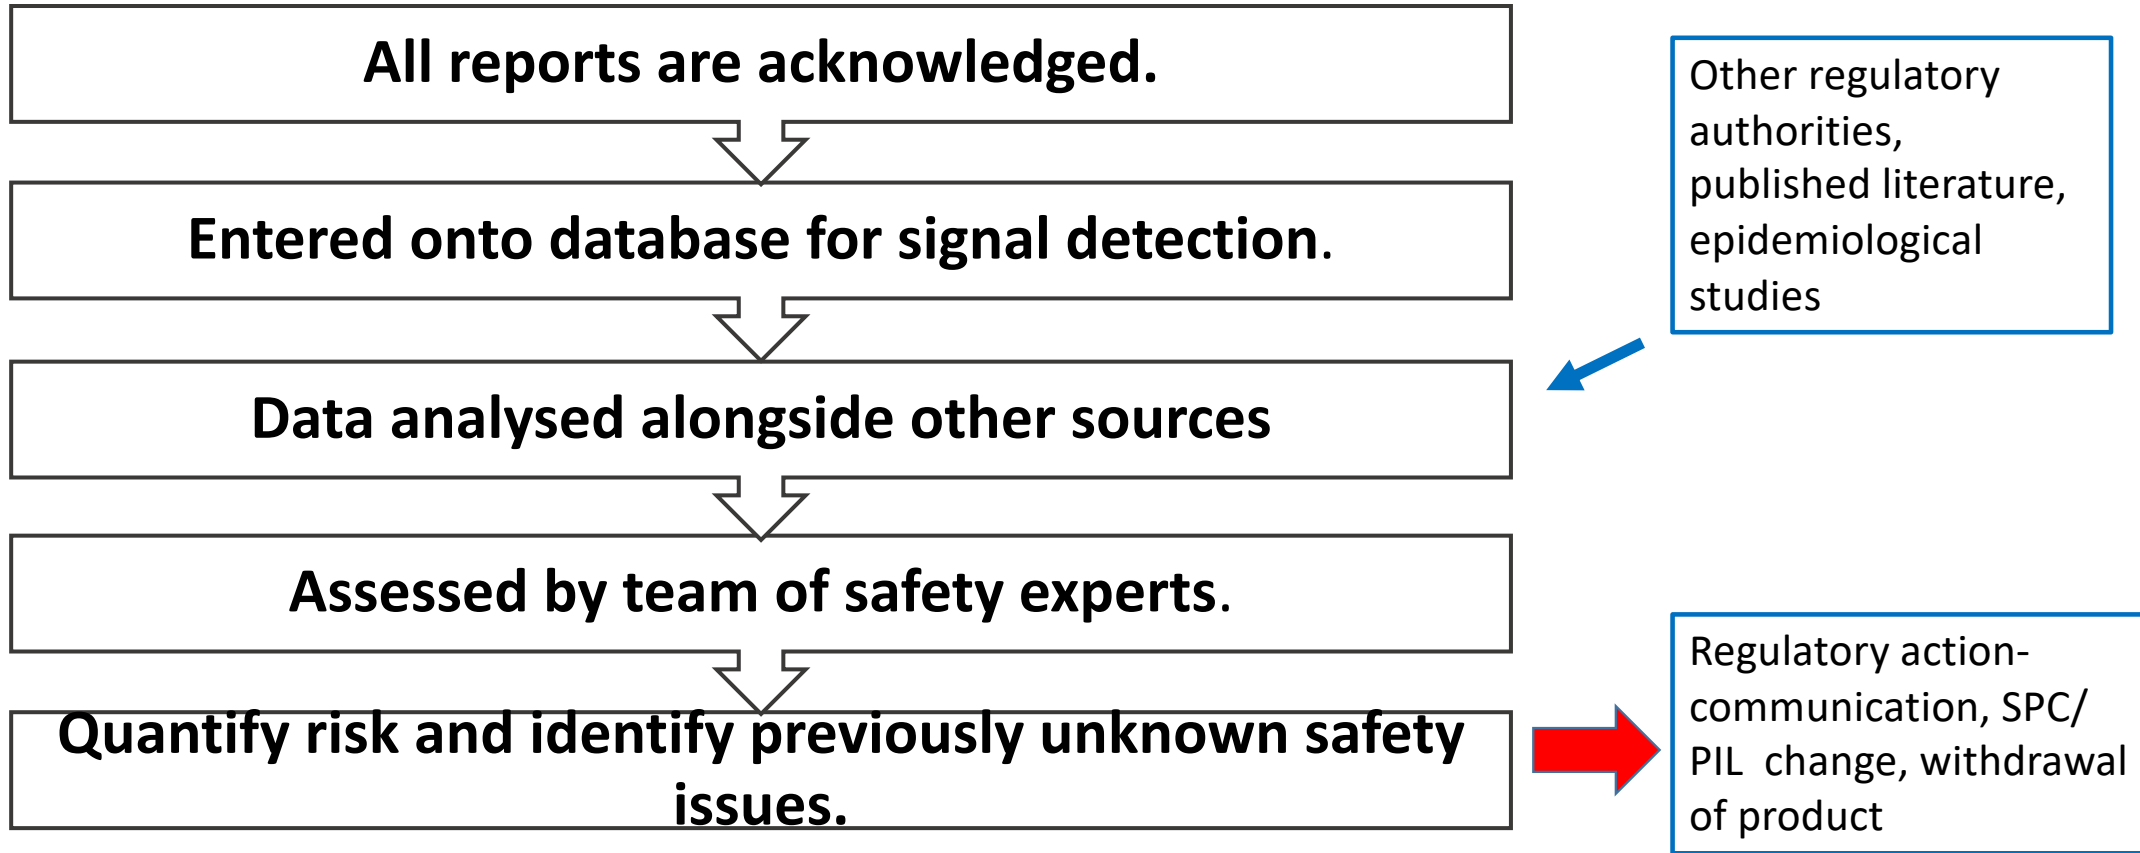 All reports are acknowledged.
Entered onto database for signal detection.
Data analysed alongside other sources
Assessed by team of safety experts.
Quantify risk and identify previously unknown safety
issues.
Other regulatory
authorities,
published literature,
epidemiological
studies
Regulatory action-
communication, SPC/
PIL change, withdrawal
of product